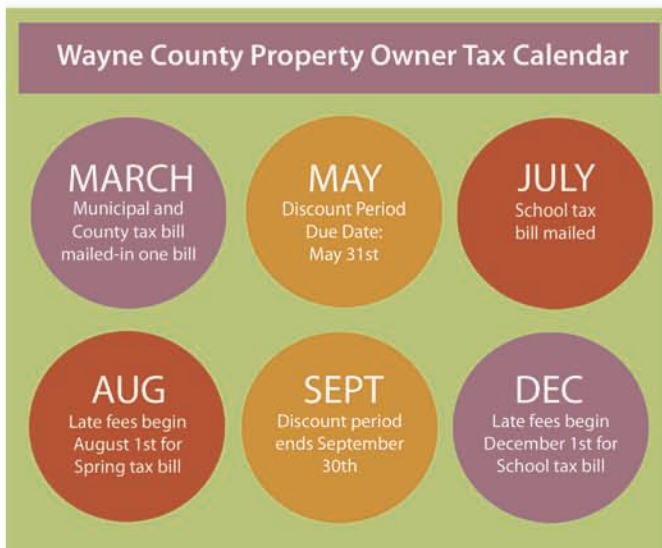 Wayne County Property Owner Tax Calendar
MARCH
Municipal and
County tax bill
mailed-in one bill
MAY
Discount Period
Due Date:
May 31st
JULY
School tax
bill mailed
AUG
Late fees begin
August 1st for
Spring tax bill
SEPT
Discount period
ends September
30th
DEC
Late fees begin
December 1st for
School tax bill